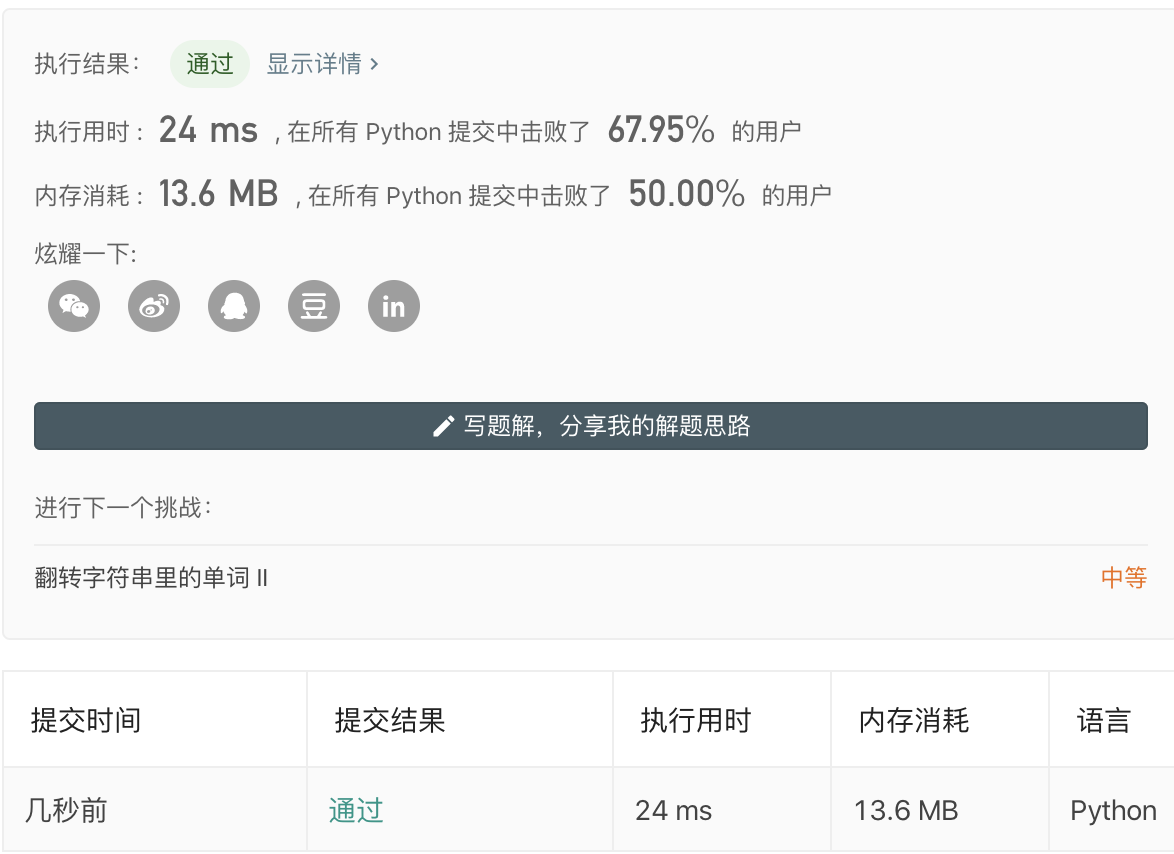 执行结果： 通过 显示详情 >
执行用时 : 24 ms , 在所有 Python 提交中击败了 67.95% 的用户
内存消耗 : 13.6 MB , 在所有 Python 提交中击败了 50.00% 的用户
炫耀一下:
豆 in
写题解，分享我的解题思路
进行下一个挑战：
翻转字符串里的单词 II 中等
提交时间 提交结果 执行用时 内存消耗 语言
几秒前 通过 24 ms 13.6 MB Python